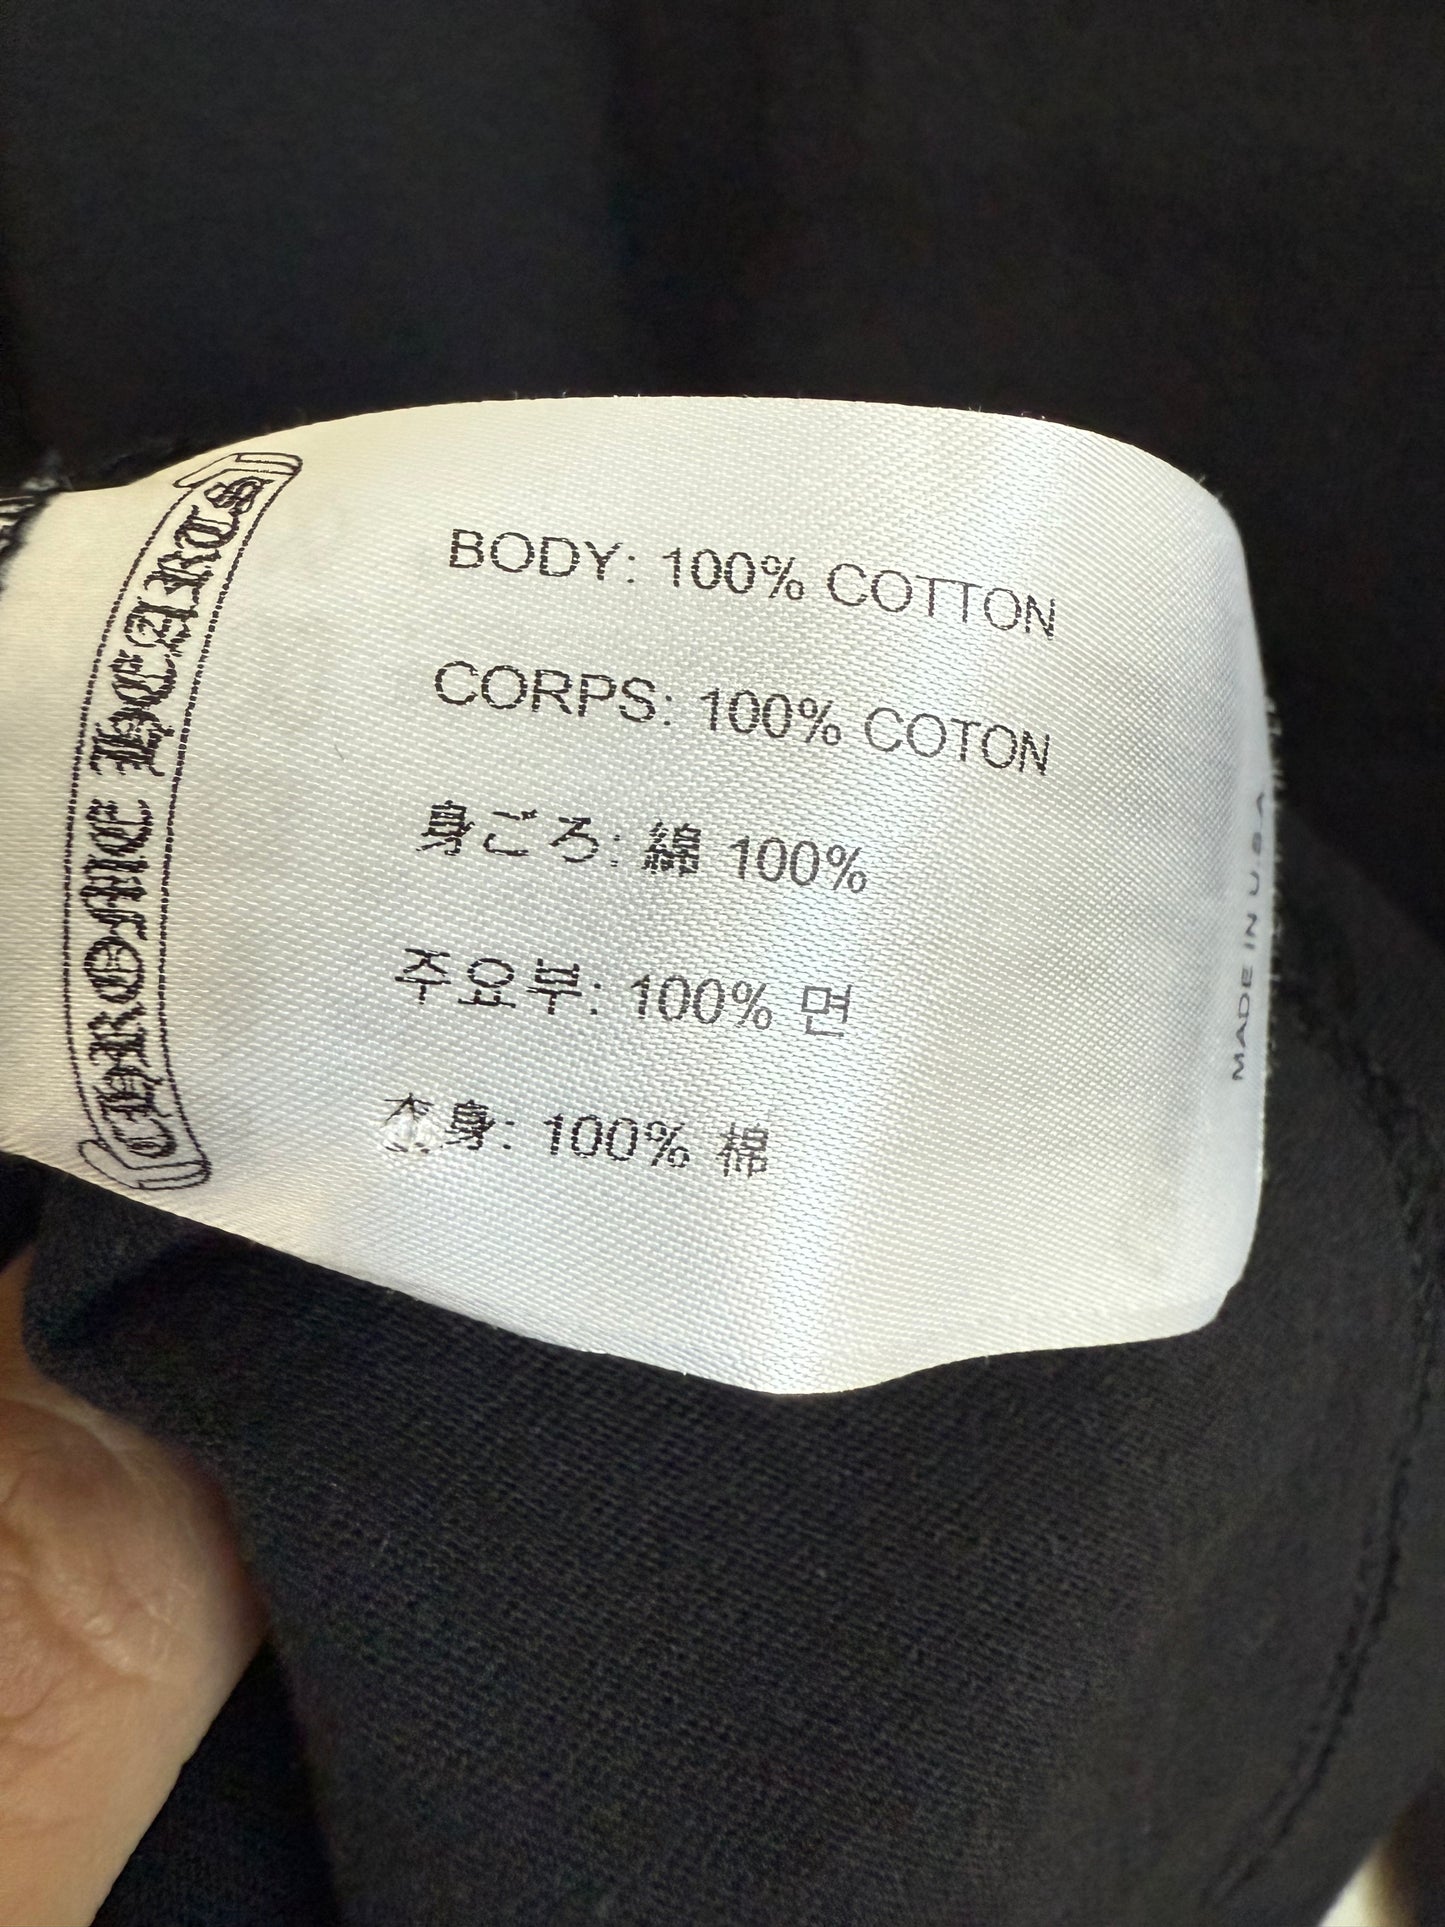 CHROME HEARTS
BODY: 100% COTTON
CORPS: 100% COTON
身ごろ: 綿 100%
주요부: 100% 면
本身: 100% 棉
MADE IN U.S.A